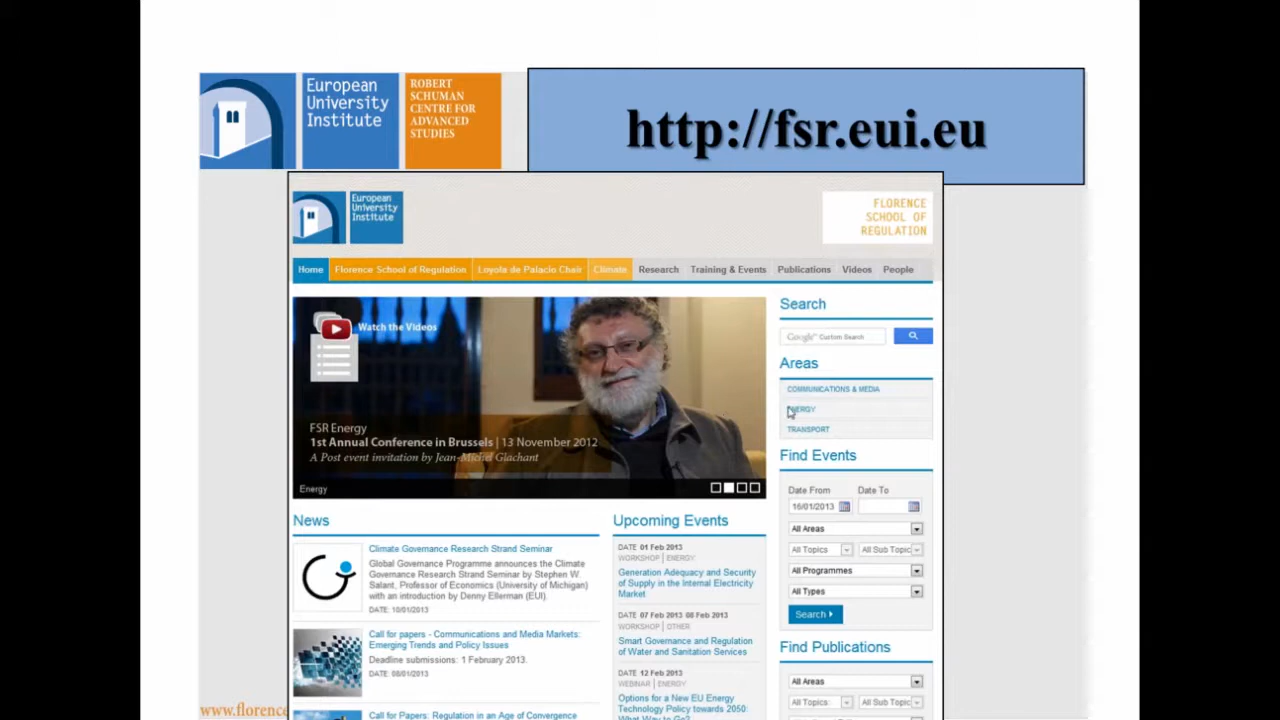 European
University
Institute
ROBERT
SCHUMAN
CENTRE FOR
ADVANCED
STUDIES
http://fsr.eui.eu
European
University
Institute
FLORENCE
SCHOOL OF
REGULATION
Home Florence School of Regulation Loyola de Palacio Chair Climate Research Training & Events Publications Videos People
Watch the Videos
FSR Energy
1st Annual Conference in Brussels | 13 November 2012
A Post event invitation by Jean-Michel Glachant
Energy
Search
Google™ Custom Search
Areas
COMMUNICATIONS & MEDIA
ENERGY
TRANSPORT
Find Events
Date From Date To
16/01/2013
All Areas
All Topics All Sub Topic
All Programmes
All Types
Search
Find Publications
All Areas
All Topics: All Sub Topic
News
Climate Governance Research Strand Seminar
Global Governance Programme announces the Climate
Governance Research Strand Seminar by Stephen W.
Salant, Professor of Economics (University of Michigan)
with an introduction by Denny Ellerman (EUI).
DATE: 10/01/2013
Call for papers - Communications and Media Markets:
Emerging Trends and Policy Issues
Deadline submissions: 1 February 2013.
DATE: 08/01/2013
Call for Papers: Regulation in an Age of Convergence
Upcoming Events
DATE 01 Feb 2013
WORKSHOP | ENERGY
Generation Adequacy and Security
of Supply in the Internal Electricity
Market
DATE 07 Feb 2013 08 Feb 2013
WORKSHOP | OTHER
Smart Governance and Regulation
of Water and Sanitation Services
DATE 12 Feb 2013
WEBINAR | ENERGY
Options for a New EU Energy
Technology Policy towards 2050:
What Way to Go?
www.florence